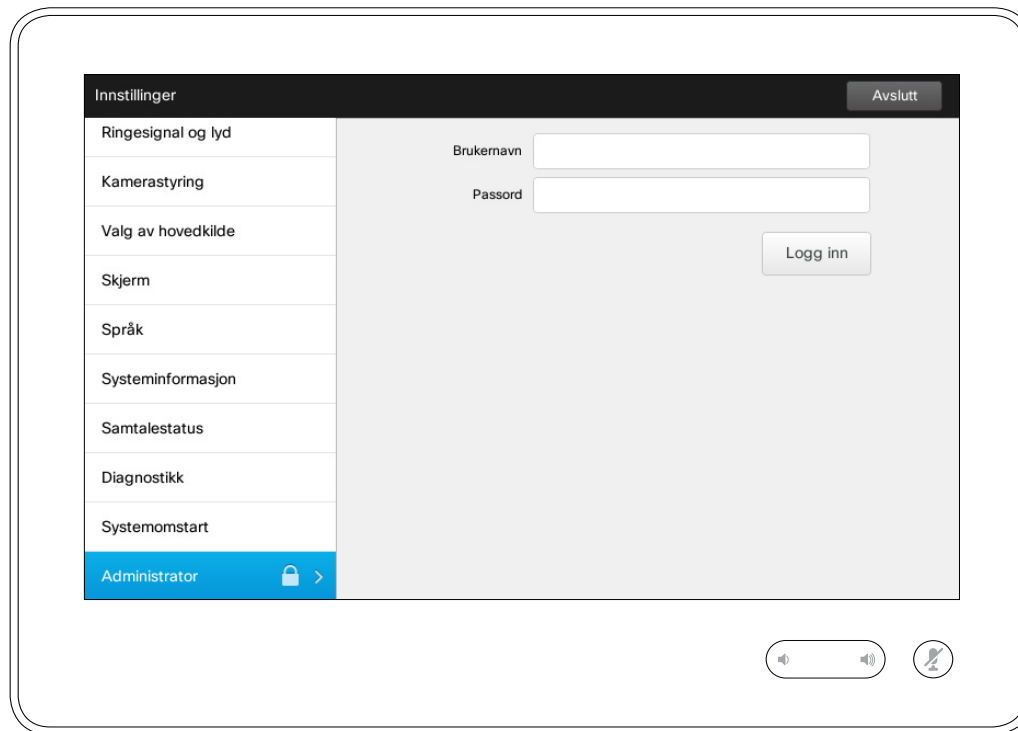 Innstillinger
Avslutt
Ringesignal og lyd
Kamerastyring
Valg av hovedkilde
Skjerm
Språk
Systeminformasjon
Samtalestatus
Diagnostikk
Systemomstart
Administrator
Brukernavn
Passord
Logg inn